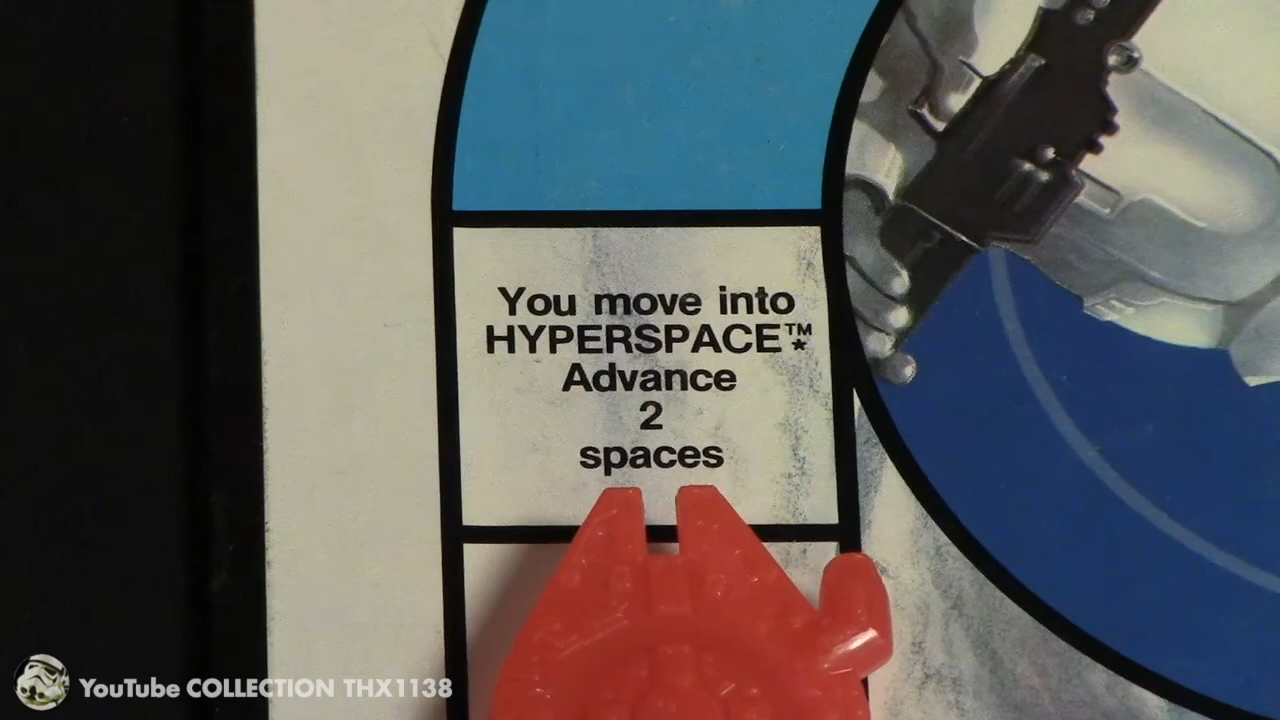 You move into
HYPERSPACE™*
Advance
2
spaces
YouTube COLLECTION THX1138